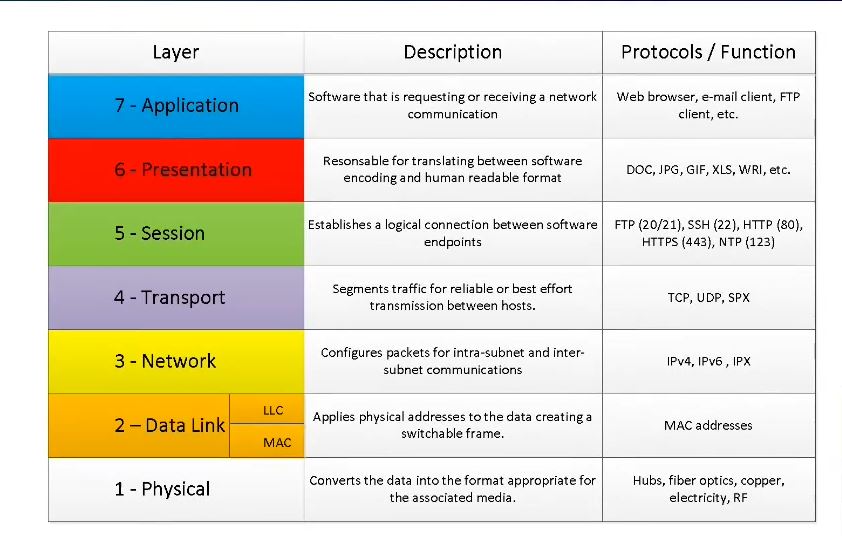 Layer Description Protocols / Function
7 - Application
Software that is requesting or receiving a network
communication
Web browser, e-mail client, FTP
client, etc.
6 - Presentation
Resonsable for translating between software
encoding and human readable format
DOC, JPG, GIF, XLS, WRI, etc.
5 - Session
Establishes a logical connection between software
endpoints
FTP (20/21), SSH (22), HTTP (80),
HTTPS (443), NTP (123)
4 - Transport
Segments traffic for reliable or best effort
transmission between hosts.
TCP, UDP, SPX
3 - Network
Configures packets for intra-subnet and inter-
subnet communications
IPv4, IPv6 , IPX
2 – Data Link
LLC
MAC
Applies physical addresses to the data creating a
switchable frame.
MAC addresses
1 - Physical
Converts the data into the format appropriate for
the associated media.
Hubs, fiber optics, copper,
electricity, RF